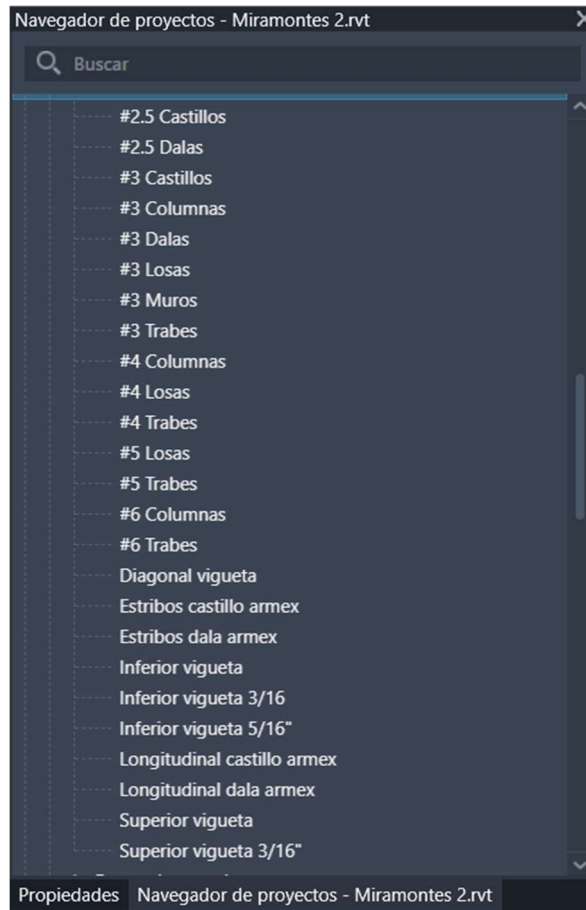 Navegador de proyectos - Miramontes 2.rvt
Buscar
#2.5 Castillos
#2.5 Dalas
#3 Castillos
#3 Columnas
#3 Dalas
#3 Losas
#3 Muros
#3 Trabes
#4 Columnas
#4 Losas
#4 Trabes
#5 Losas
#5 Trabes
#6 Columnas
#6 Trabes
Diagonal vigueta
Estribos castillo armex
Estribos dala armex
Inferior vigueta
Inferior vigueta 3/16
Inferior vigueta 5/16"
Longitudinal castillo armex
Longitudinal dala armex
Superior vigueta
Superior vigueta 3/16"
Propiedades Navegador de proyectos - Miramontes 2.rvt